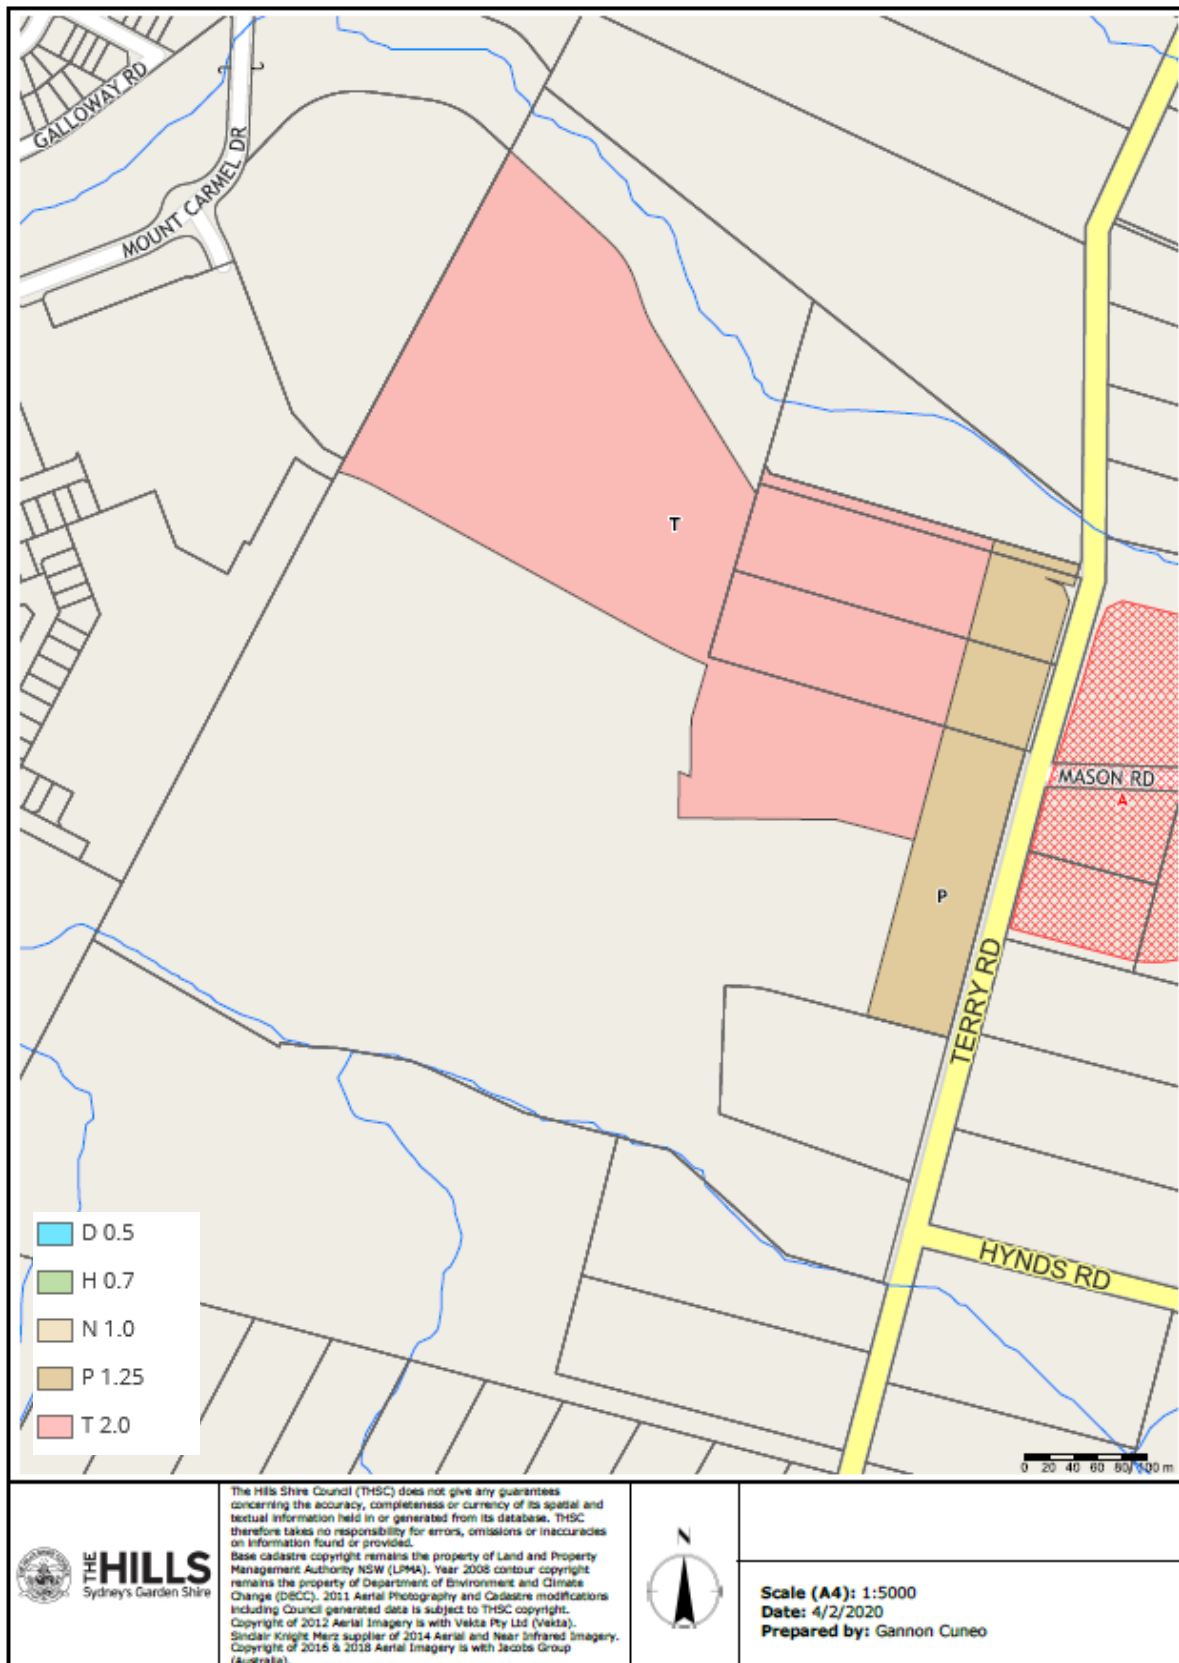 GALLOWAY RD
MOUNT CARMEL DR
T
MASON RD
A
P
TERRY RD
HYNDS RD
D 0.5
H 0.7
N 1.0
P 1.25
T 2.0
0 20 40 60 80 100 m
THE HILLS
Sydney's Garden Shire
The Hills Shire Council (THSC) does not give any guarantees
concerning the accuracy, completeness or currency of its spatial and
textual information held in or generated from its database. THSC
therefore takes no responsibility for errors, omissions or inaccuracies
on information found or provided.
Base cadastre copyright remains the property of Land and Property
Management Authority NSW (LPMA). Year 2008 contour copyright
remains the property of Department of Environment and Climate
Change (DECC). 2011 Aerial Photography and Cadastre modifications
including Council generated data is subject to THSC copyright.
Copyright of 2012 Aerial Imagery is with Vekta Pty Ltd (Vekta).
Sinclair Knight Merz supplier of 2014 Aerial and Near Infrared Imagery.
Copyright of 2016 & 2018 Aerial Imagery is with Jacobs Group
(Australia).
N
Scale (A4): 1:5000
Date: 4/2/2020
Prepared by: Gannon Cuneo